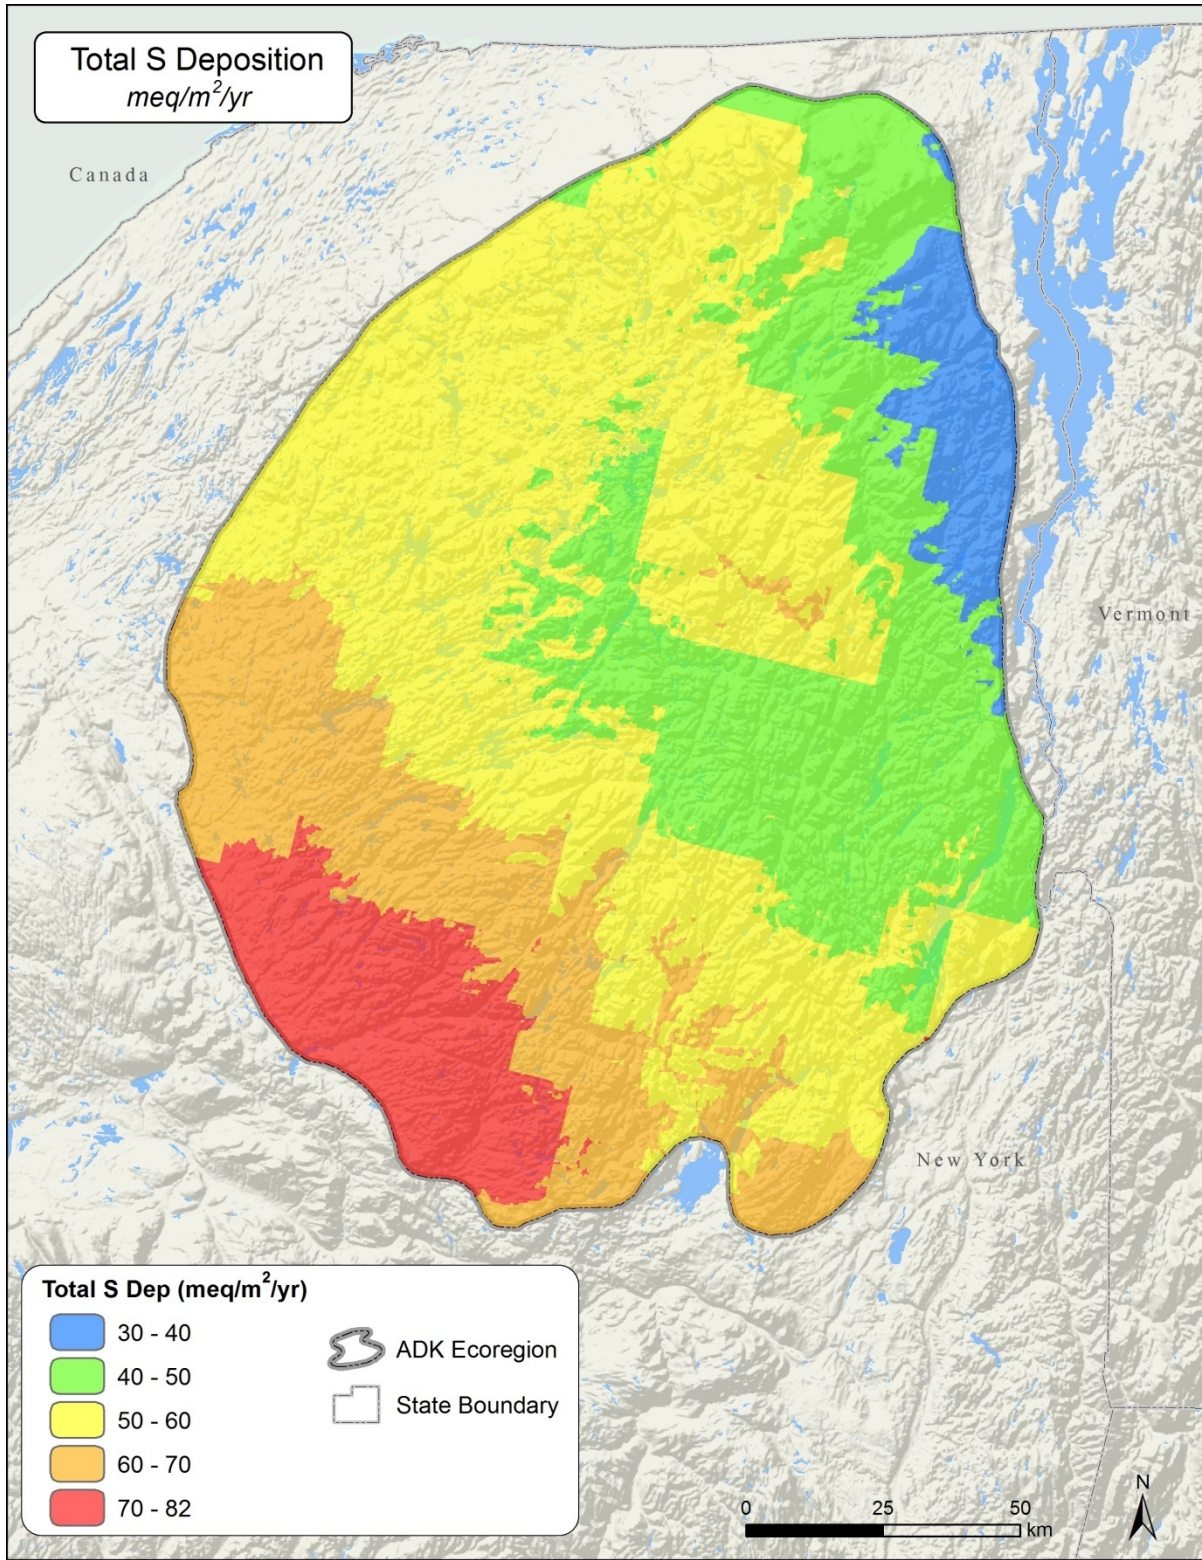 Total S Deposition
meq/m²/yr
Canada
Vermont
New York
Total S Dep (meq/m²/yr)
30 - 40
40 - 50
50 - 60
60 - 70
70 - 82
ADK Ecoregion
State Boundary
0 25 50
km
N